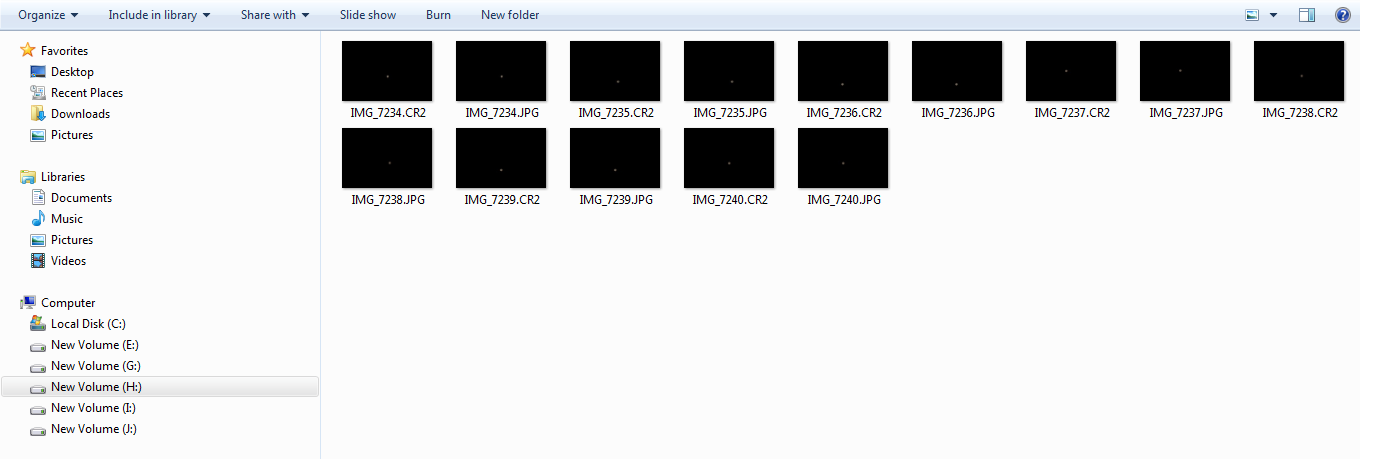 Organize Include in library Share with Slide show Burn New folder
Favorites
Desktop
Recent Places
Downloads
Pictures
Libraries
Documents
Music
Pictures
Videos
Computer
Local Disk (C:)
New Volume (E:)
New Volume (G:)
New Volume (H:)
New Volume (I:)
New Volume (J:)
IMG_7234.CR2 IMG_7234.JPG IMG_7235.CR2 IMG_7235.JPG IMG_7236.CR2 IMG_7236.JPG IMG_7237.CR2 IMG_7237.JPG IMG_7238.CR2
IMG_7238.JPG IMG_7239.CR2 IMG_7239.JPG IMG_7240.CR2 IMG_7240.JPG